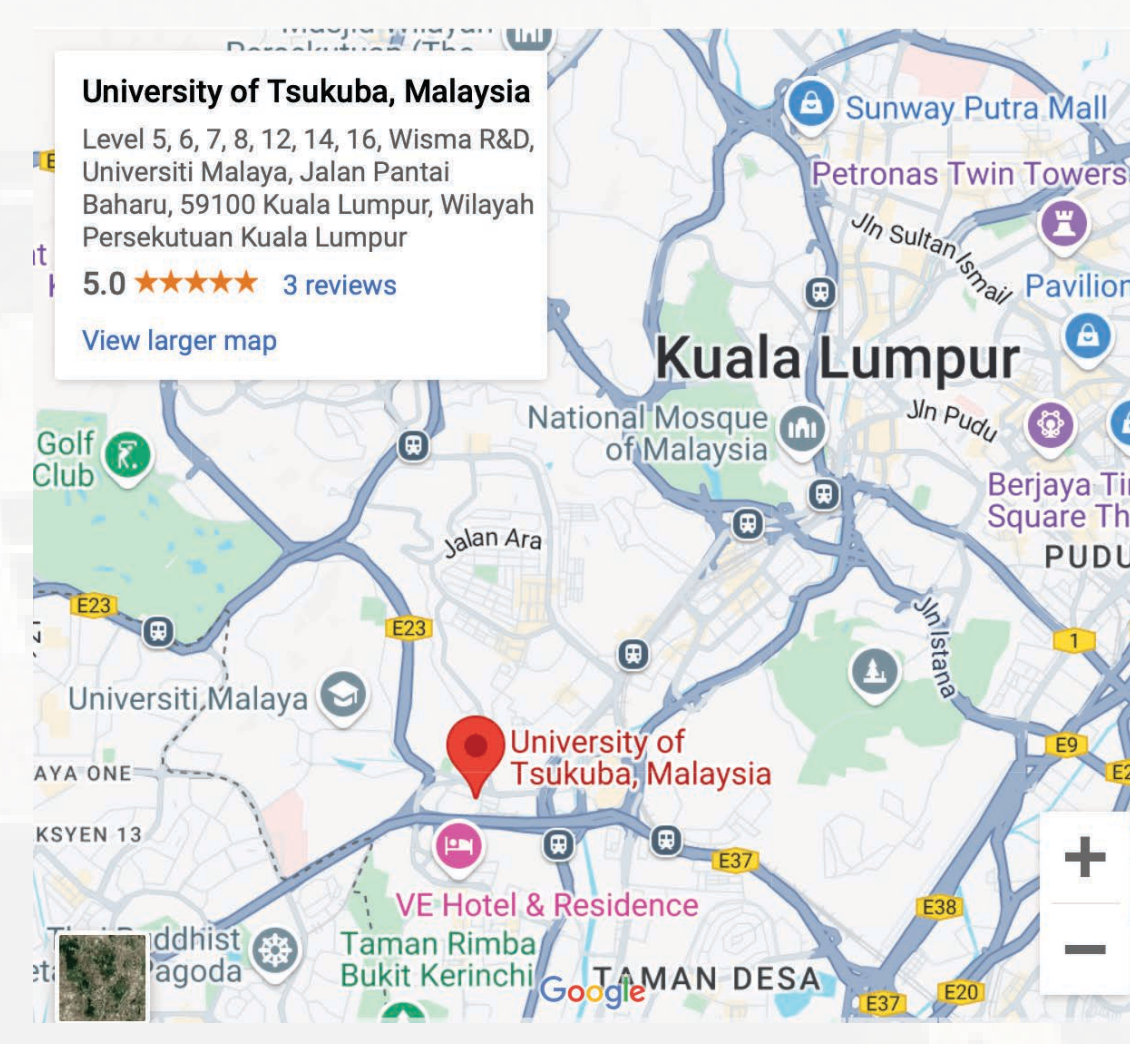 University of Tsukuba, Malaysia
Level 5, 6, 7, 8, 12, 14, 16, Wisma R&D,
Universiti Malaya, Jalan Pantai
Baharu, 59100 Kuala Lumpur, Wilayah
Persekutuan Kuala Lumpur
5.0 ★★★★★ 3 reviews
View larger map
Sunway Putra Mall
Petronas Twin Towers
Jln Sultan Ismail
Pavilion
Kuala Lumpur
National Mosque
of Malaysia
Jln Pudu
Golf
Club
Berjaya
Square
PUDU
Jalan Ara
E23
E23
Jln Istana
1
Universiti Malaya
University of
Tsukuba, Malaysia
E9
AYA ONE
KSYEN 13
E37
VE Hotel & Residence
E38
Taman Rimba
Bukit Kerinchi
Google
TAMAN DESA
E37
E20